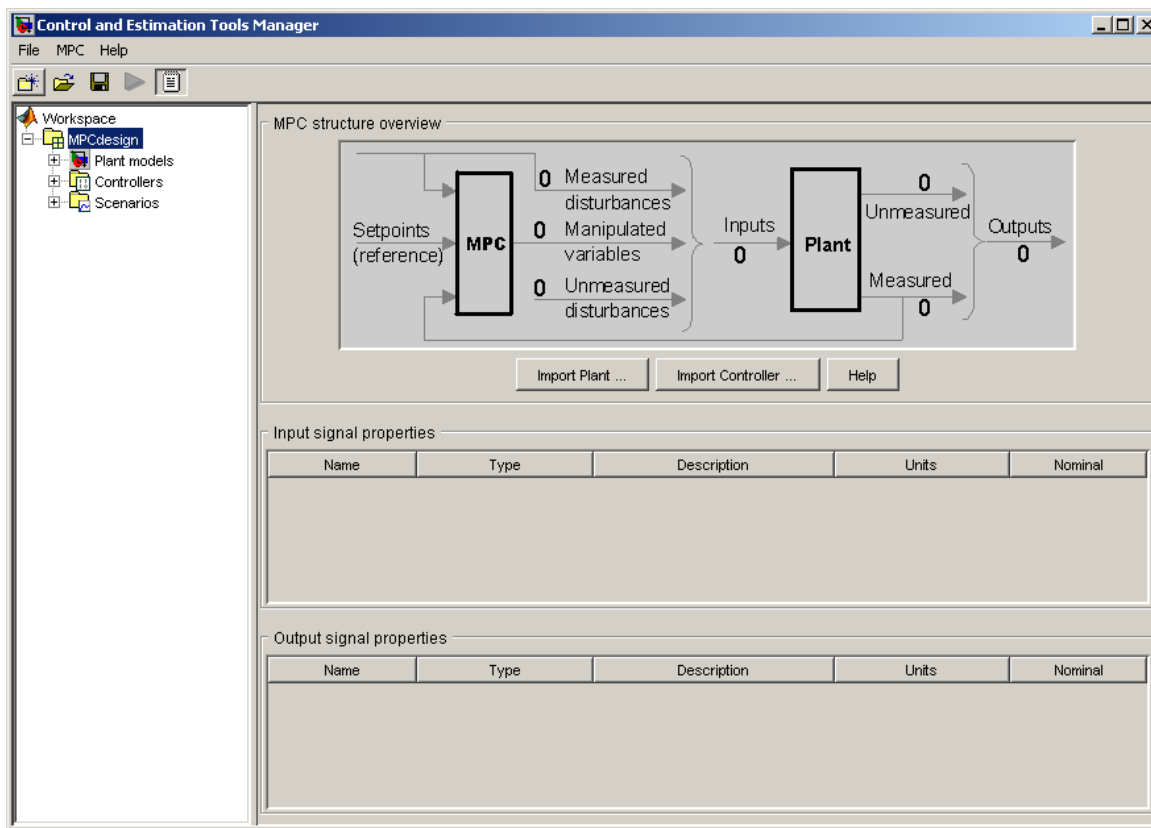 Control and Estimation Tools Manager
File MPC Help
Workspace
MPCdesign
Plant models
Controllers
Scenarios
MPC structure overview
Setpoints
(reference)
MPC
0 Measured
disturbances
0 Manipulated
variables
0 Unmeasured
disturbances
Inputs
0
Plant
0
Unmeasured
Measured
0
Outputs
0
Import Plant ... Import Controller ... Help
Input signal properties
Name Type Description Units Nominal
Output signal properties
Name Type Description Units Nominal